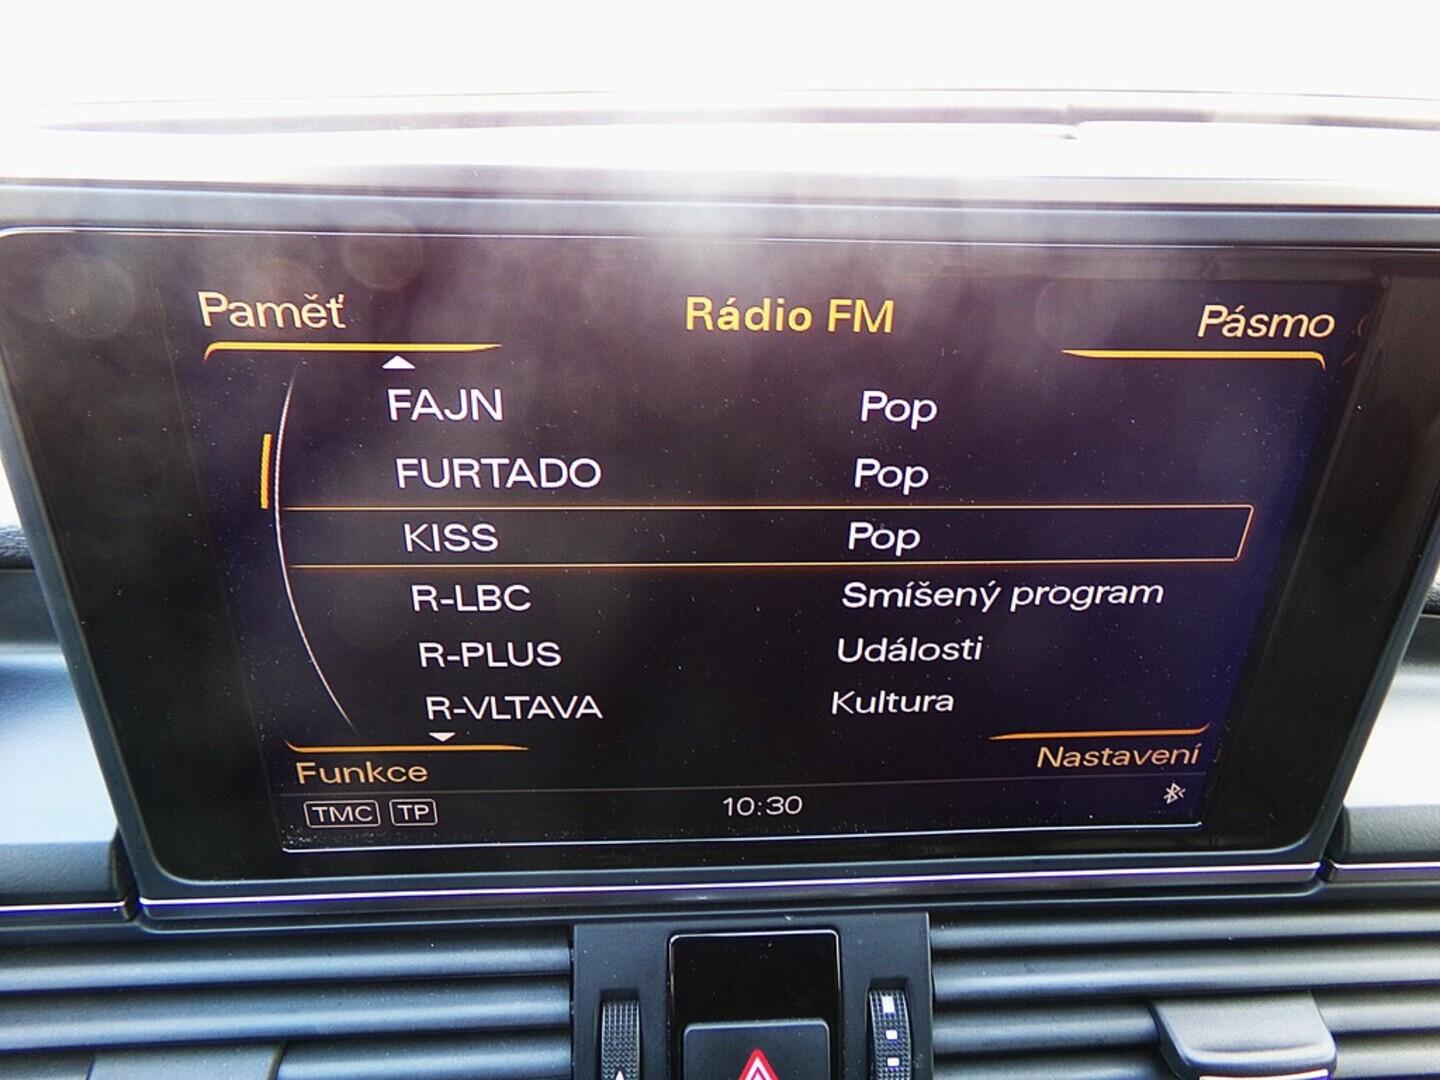 Paměť Rádio FM Pásmo
FAJN Pop
FURTADO Pop
KISS Pop
R-LBC Smíšený program
R-PLUS Události
R-VLTAVA Kultura
Funkce Nastavení
TMC TP 10:30